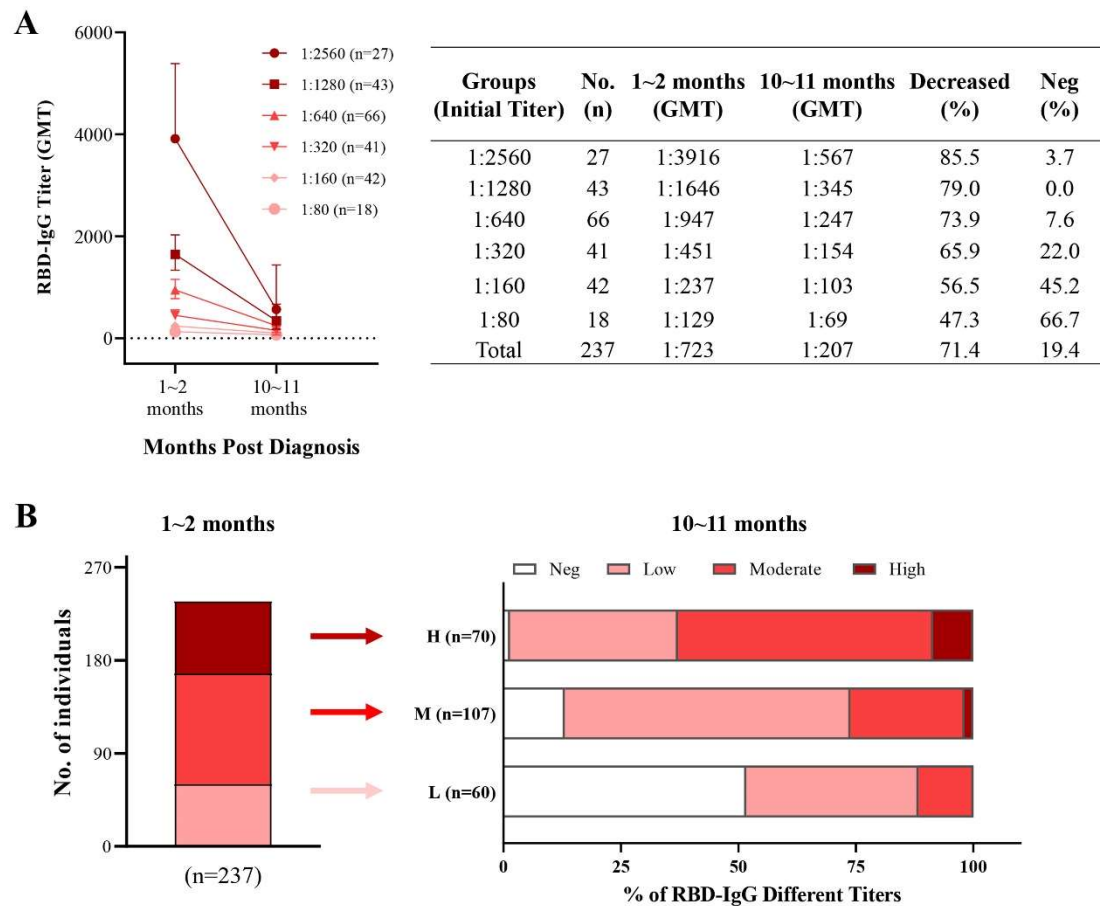 A
6000
4000
2000
0
RBD-IgG Titer (GMT)
1:2560 (n=27)
1:1280 (n=43)
1:640 (n=66)
1:320 (n=41)
1:160 (n=42)
1:80 (n=18)
1~2 months
10~11 months
Months Post Diagnosis
Groups (Initial Titer) No. (n) 1~2 months (GMT) 10~11 months (GMT) Decreased (%) Neg (%)
1:2560 27 1:3916 1:567 85.5 3.7
1:1280 43 1:1646 1:345 79.0 0.0
1:640 66 1:947 1:247 73.9 7.6
1:320 41 1:451 1:154 65.9 22.0
1:160 42 1:237 1:103 56.5 45.2
1:80 18 1:129 1:69 47.3 66.7
Total 237 1:723 1:207 71.4 19.4
B
1~2 months
270
180
90
0
No. of individuals
(n=237)
10~11 months
Neg Low Moderate High
H (n=70)
M (n=107)
L (n=60)
0 25 50 75 100
% of RBD-IgG Different Titers